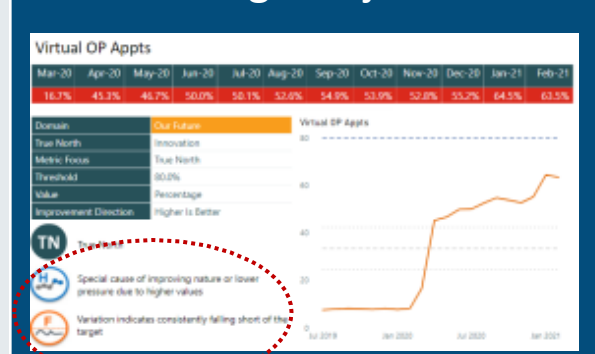 Virtual OP Appts
Mar-20 Apr-20 May-20 Jun-20 Jul-20 Aug-20 Sep-20 Oct-20 Nov-20 Dec-20 Jan-21 Feb-21
16.7% 45.3% 46.7% 50.0% 50.1% 52.6% 54.9% 53.9% 52.8% 55.2% 64.5% 63.5%
Domain Our Future
True North Innovation
Metric Focus True North
Threshold 80.0%
Value Percentage
Improvement Direction Higher Is Better
TN True North
H Special cause of improving nature or lower
pressure due to higher values
F Variation indicates consistently falling short of the
target
Virtual OP Appts
80
60
40
20
0
Jul 2019 Jan 2020 Jul 2020 Jan 2021